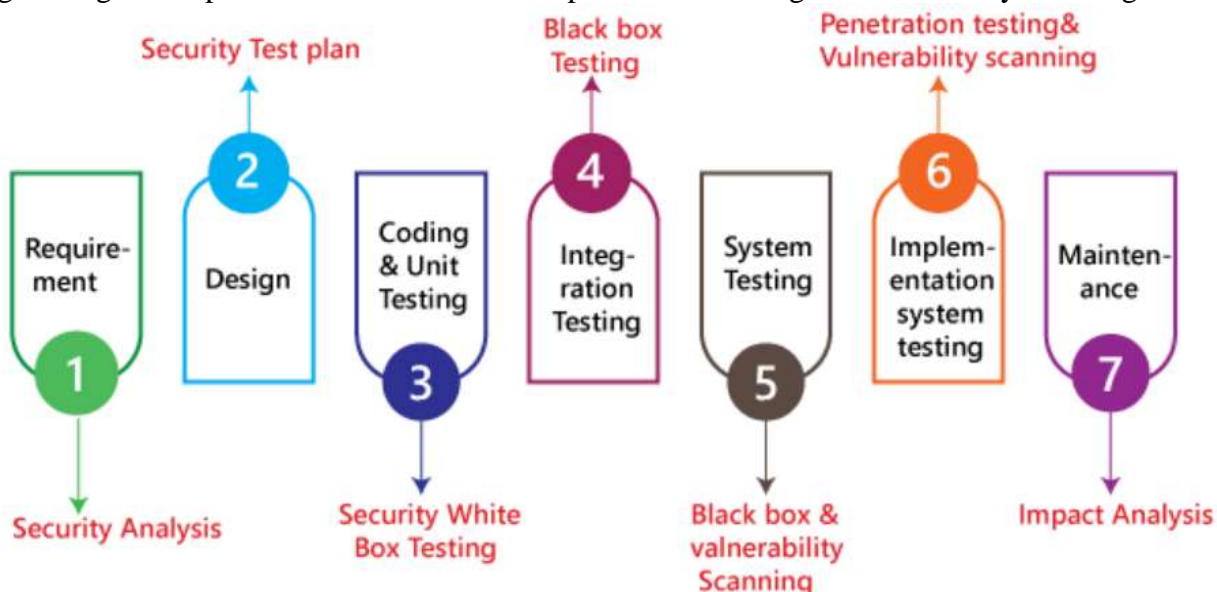 Security Test plan
Black box
Testing
Penetration testing&
Vulnerability scanning
2
4
6
Require-
ment
Design
Coding
& Unit
Testing
Integ-
ration
Testing
System
Testing
Implem-
entation
system
testing
Mainten-
ance
1
3
5
7
Security Analysis
Security White
Box Testing
Black box &
valnerability
Scanning
Impact Analysis